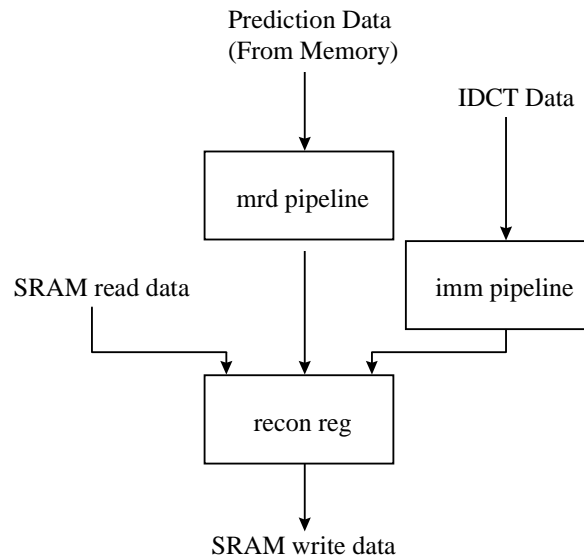 Prediction Data
(From Memory)
IDCT Data
mrd pipeline
SRAM read data
imm pipeline
recon reg
SRAM write data